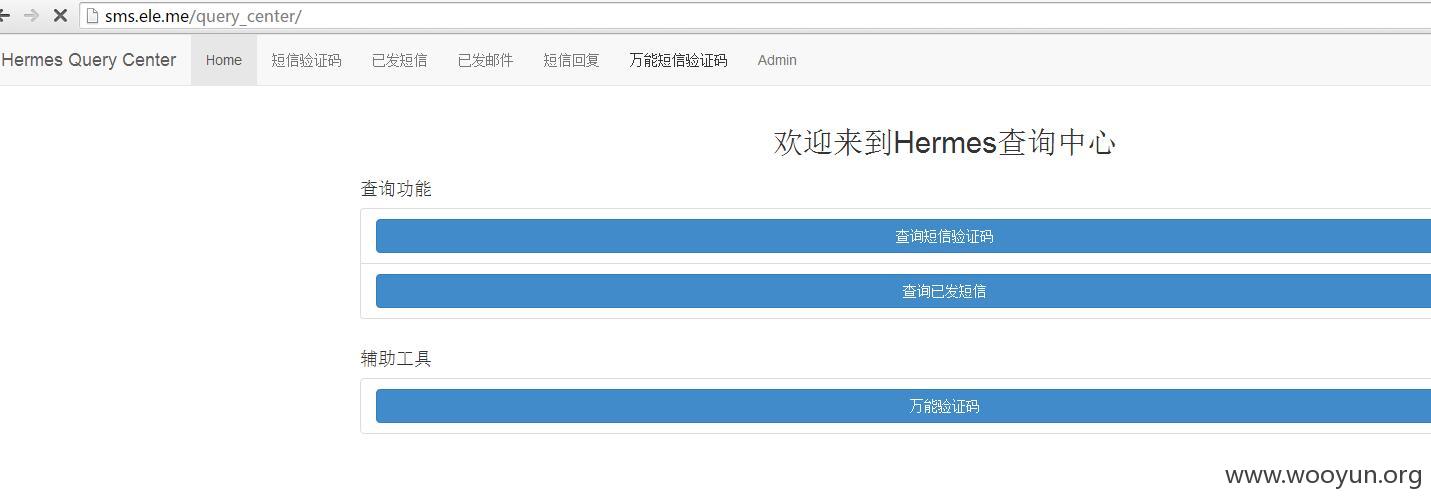 sms.ele.me/query_center/
Hermes Query Center Home 短信验证码 已发短信 已发邮件 短信回复 万能短信验证码 Admin
欢迎来到Hermes查询中心
查询功能
查询短信验证码
查询已发短信
辅助工具
万能验证码
www.wooyun.org